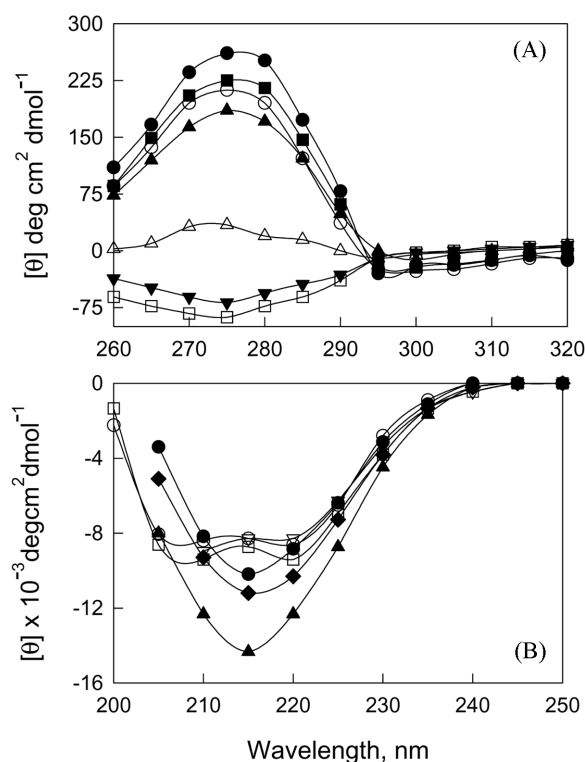 300
(A)
225
150
75
0
-75
[θ] deg cm² dmol⁻¹
260 270 280 290 300 310 320
0
-4
-8
-12
-16
[θ] x 10⁻³ degcm²dmol⁻¹
(B)
200 210 220 230 240 250
Wavelength, nm